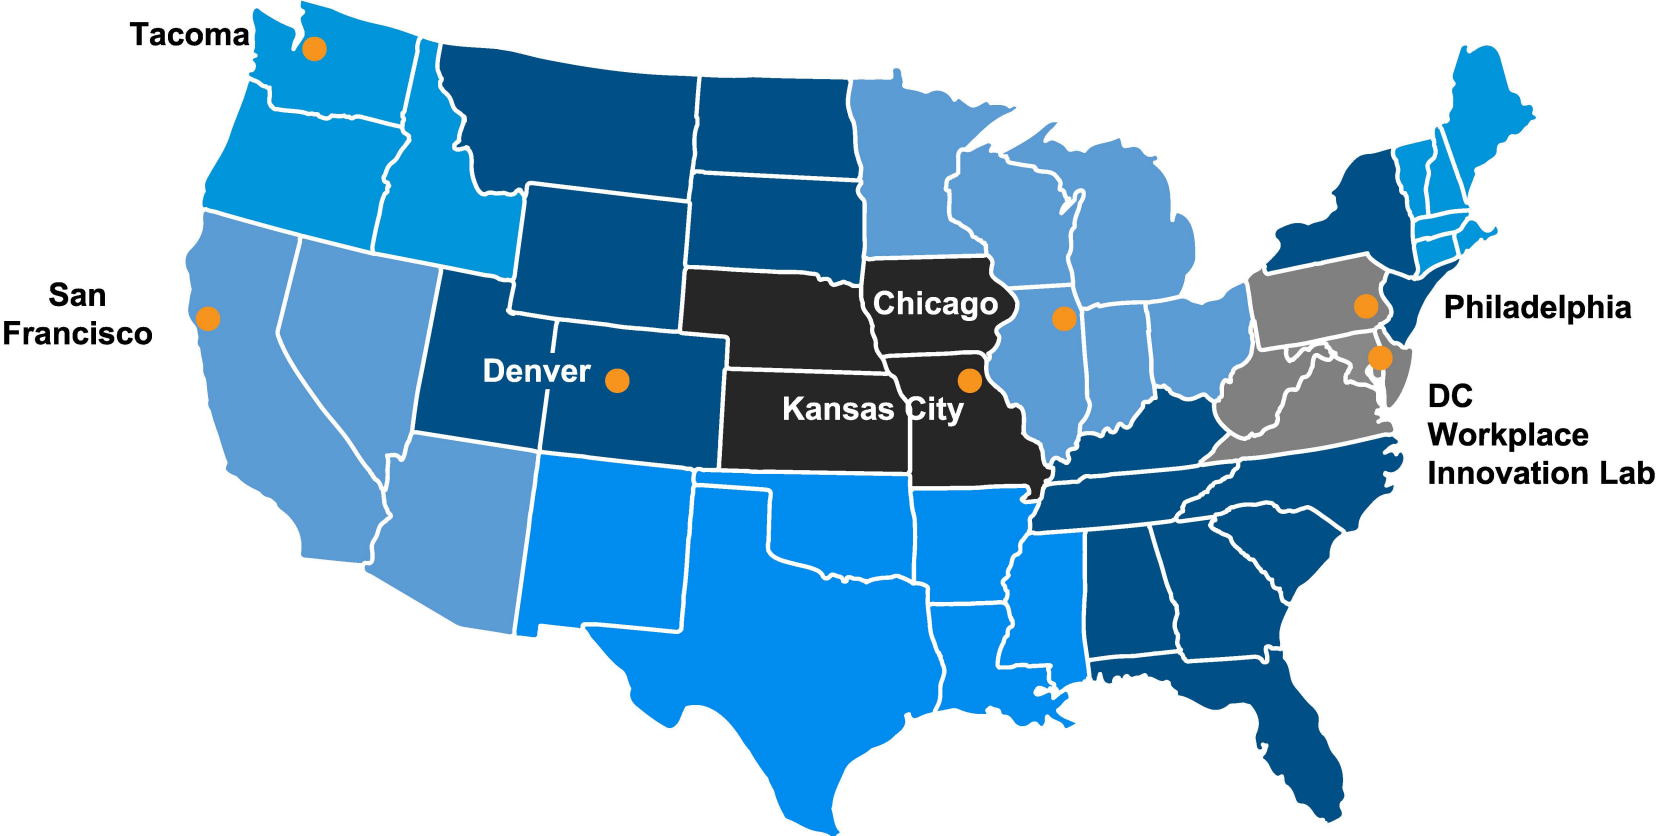 Tacoma
San
Francisco
Denver
Chicago
Kansas City
Philadelphia
DC
Workplace
Innovation Lab